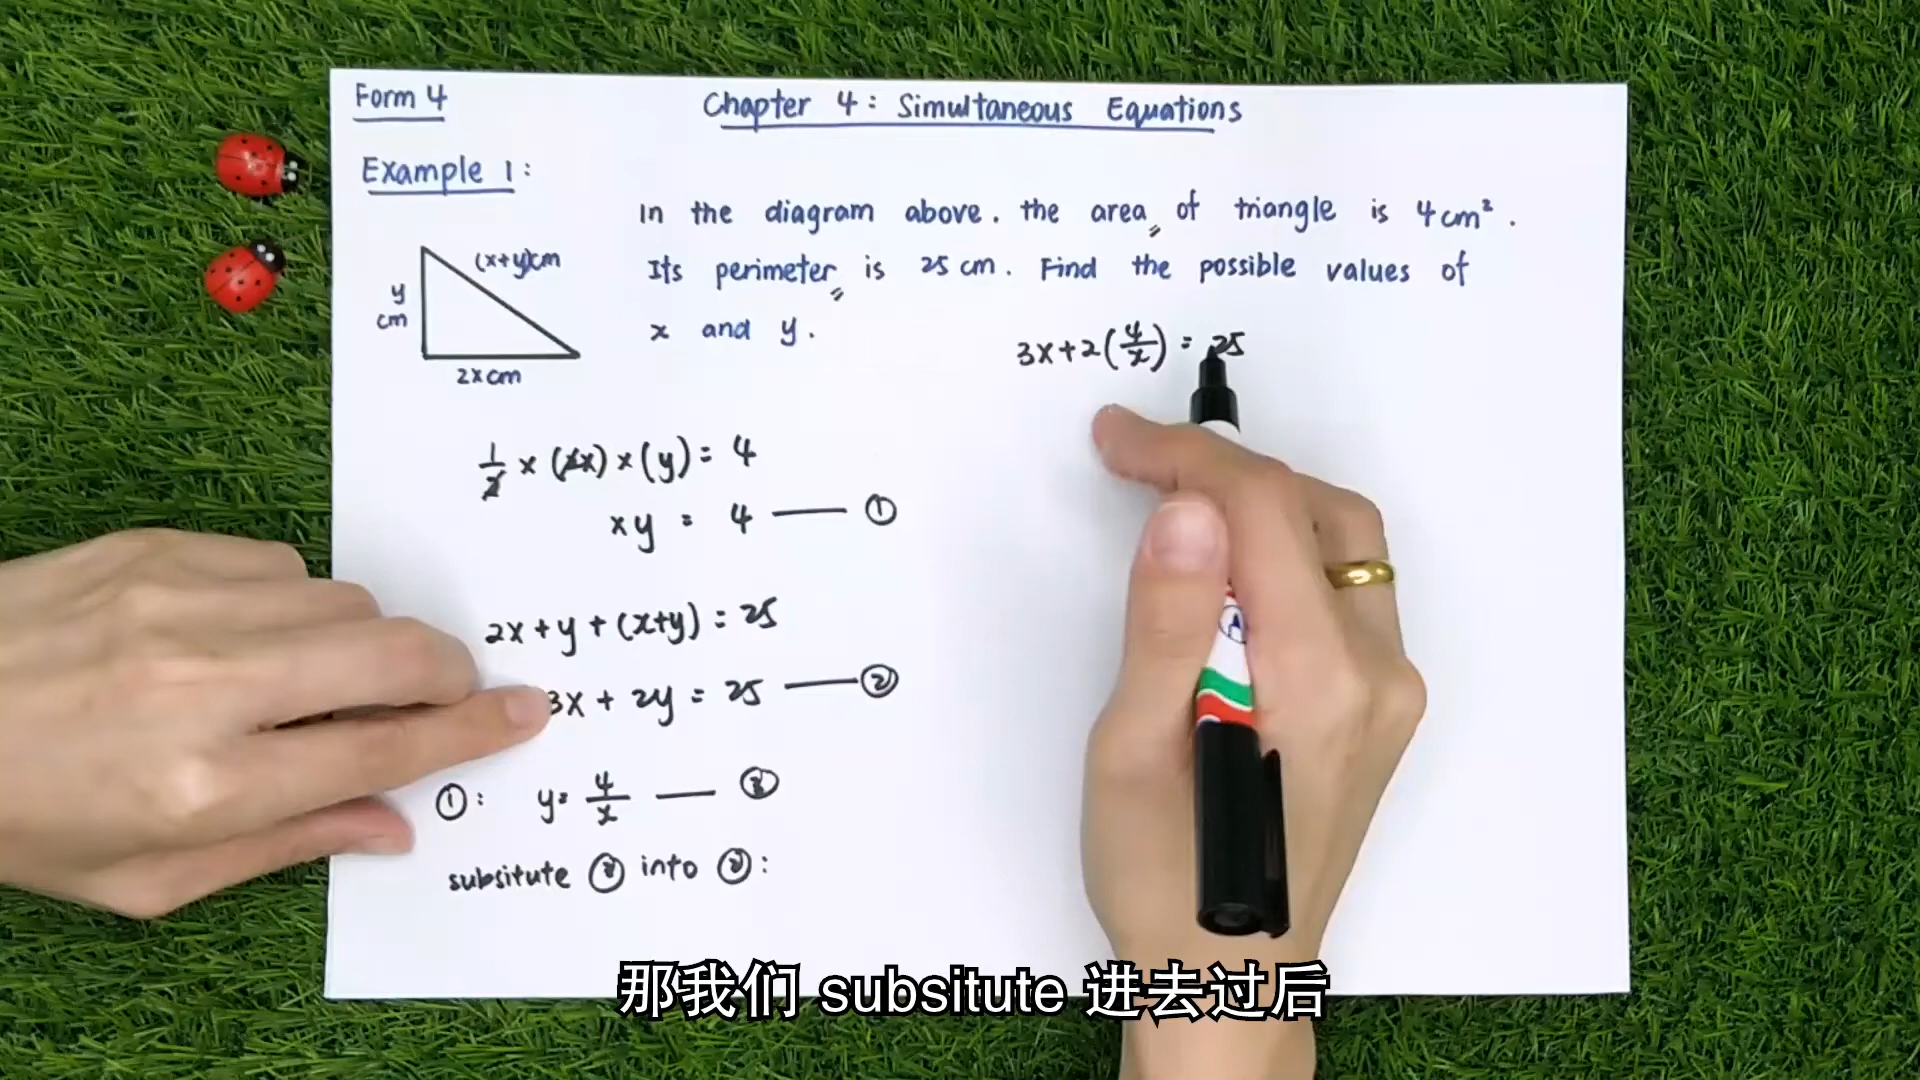 Form 4
Chapter 4: Simultaneous Equations
Example 1:
In the diagram above, the area of triangle is 4cm².
Its perimeter is 25 cm. Find the possible values of
x and y.
(x+y)cm
y
cm
2x cm
3x+2(4/x) = 25
1/2 × (2x) × (y) = 4
xy = 4 —— ①
2x + y + (x+y) = 25
3x + 2y = 25 —— ②
①: y = 4/x —— ③
subsitute ③ into ②:
那我们 subsitute 进去过后